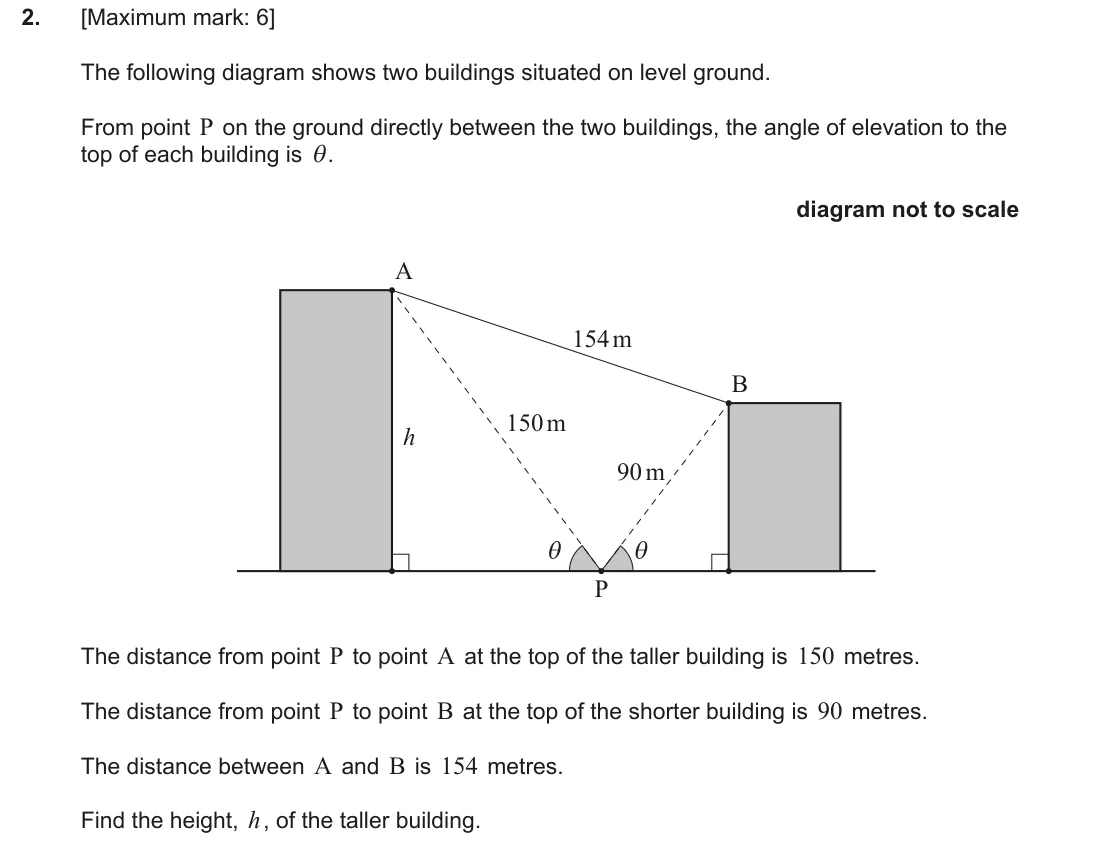 2. [Maximum mark: 6]
The following diagram shows two buildings situated on level ground.
From point P on the ground directly between the two buildings, the angle of elevation to the
top of each building is θ.
diagram not to scale
A
154 m
B
150 m
h
90 m
θ
θ
P
The distance from point P to point A at the top of the taller building is 150 metres.
The distance from point P to point B at the top of the shorter building is 90 metres.
The distance between A and B is 154 metres.
Find the height, h, of the taller building.